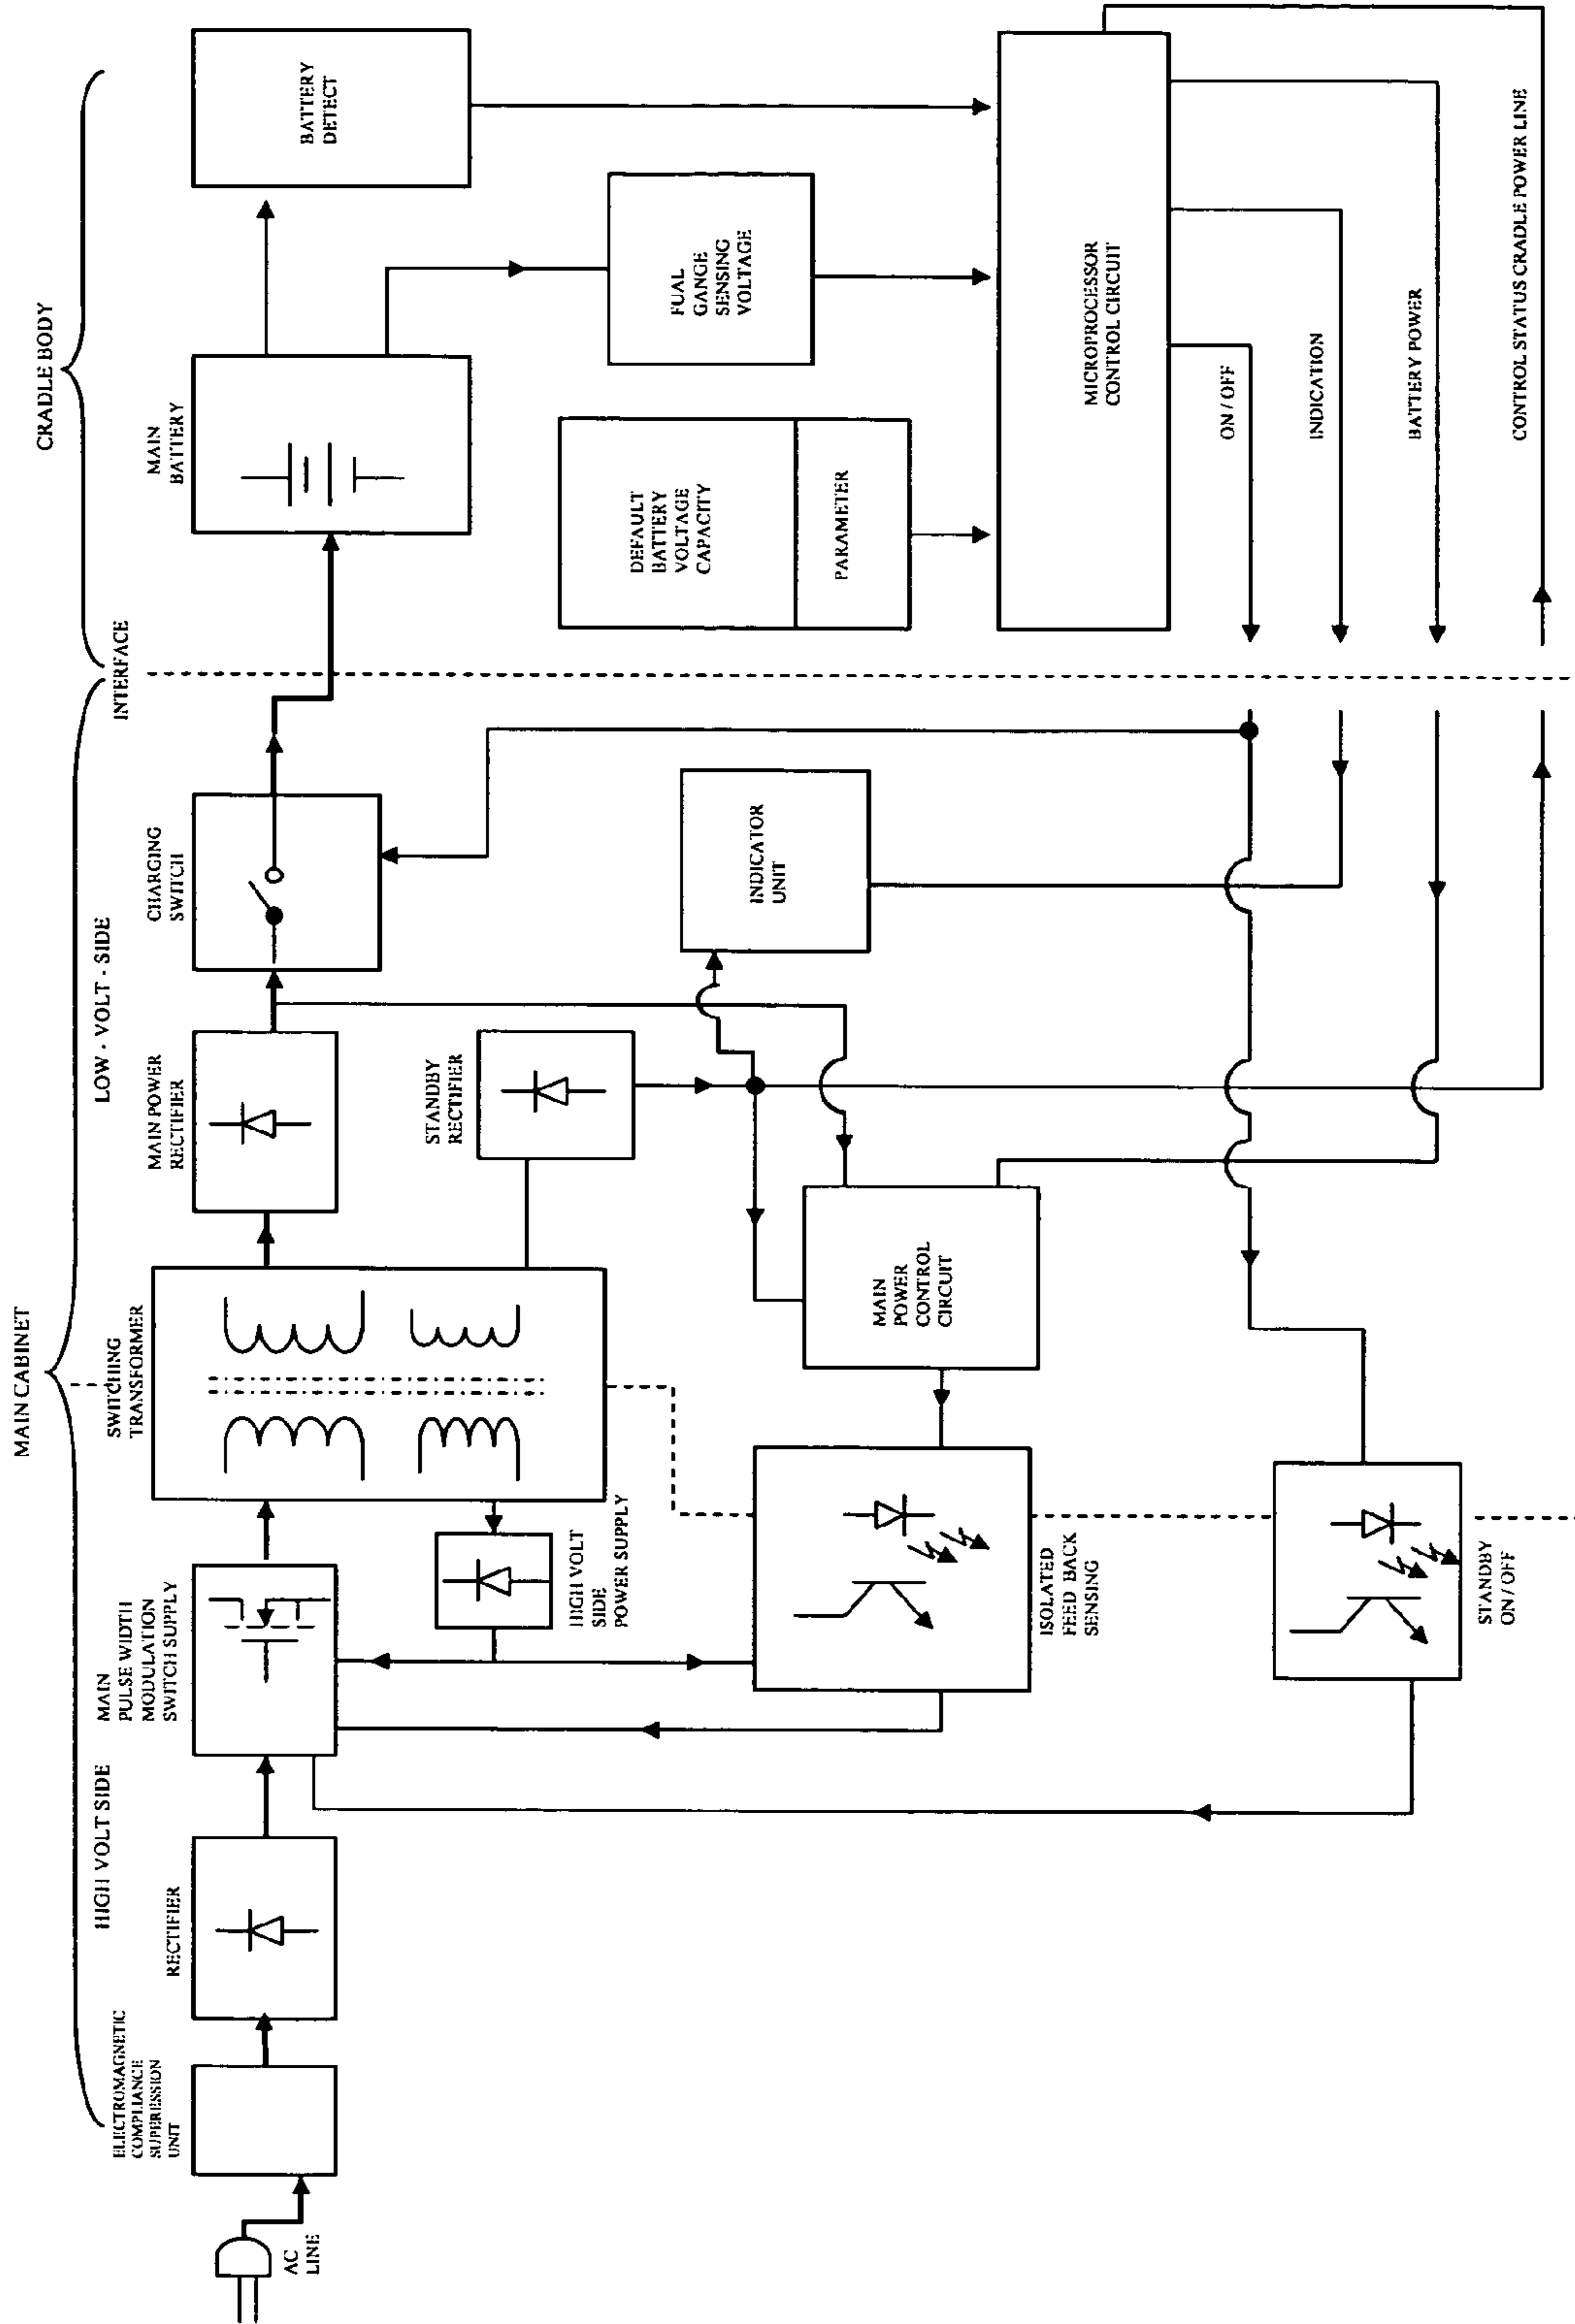 MAIN CABINET
CRADLE BODY
HIGH VOLT SIDE
LOW - VOLT - SIDE
INTERFACE
AC
LINE
ELECTROMAGNETIC
COMPLIANCE
SUPERESSION
UNIT
RECTIFIER
MAIN
PULSE WIDTH
MODULATION
SWITCH SUPPLY
SWITCHING
TRANSFORMER
MAIN POWER
RECTIFIER
CHARGING
SWITCH
MAIN
BATTERY
BATTERY
DETECT
HIGH VOLT
SIDE
POWER SUPPLY
STANDBY
RECTIFIER
INDICATOR
UNIT
DEFAULT
BATTERY
VOLTAGE
CAPACITY
PARAMETER
FUAL
GANGE
SENSING
VOLTAGE
ISOLATED
FEED BACK
SENSING
MAIN
POWER
CONTROL
CIRCUIT
MICROPROCESSOR
CONTROL CIRCUIT
ON / OFF
INDICATION
BATTERY POWER
CONTROL STATUS CRADLE POWER LINE
STANDBY
ON / OFF